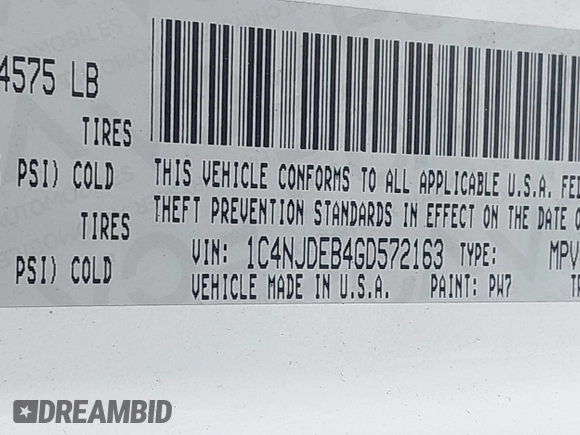 4575 LB
TIRES
PSI) COLD
TIRES
PSI) COLD
THIS VEHICLE CONFORMS TO ALL APPLICABLE U.S.A. FE
THEFT PREVENTION STANDARDS IN EFFECT ON THE DATE
VIN: 1C4NJDEB4GD572163 TYPE: MPV
VEHICLE MADE IN U.S.A. PAINT: PW7
DREAMBID